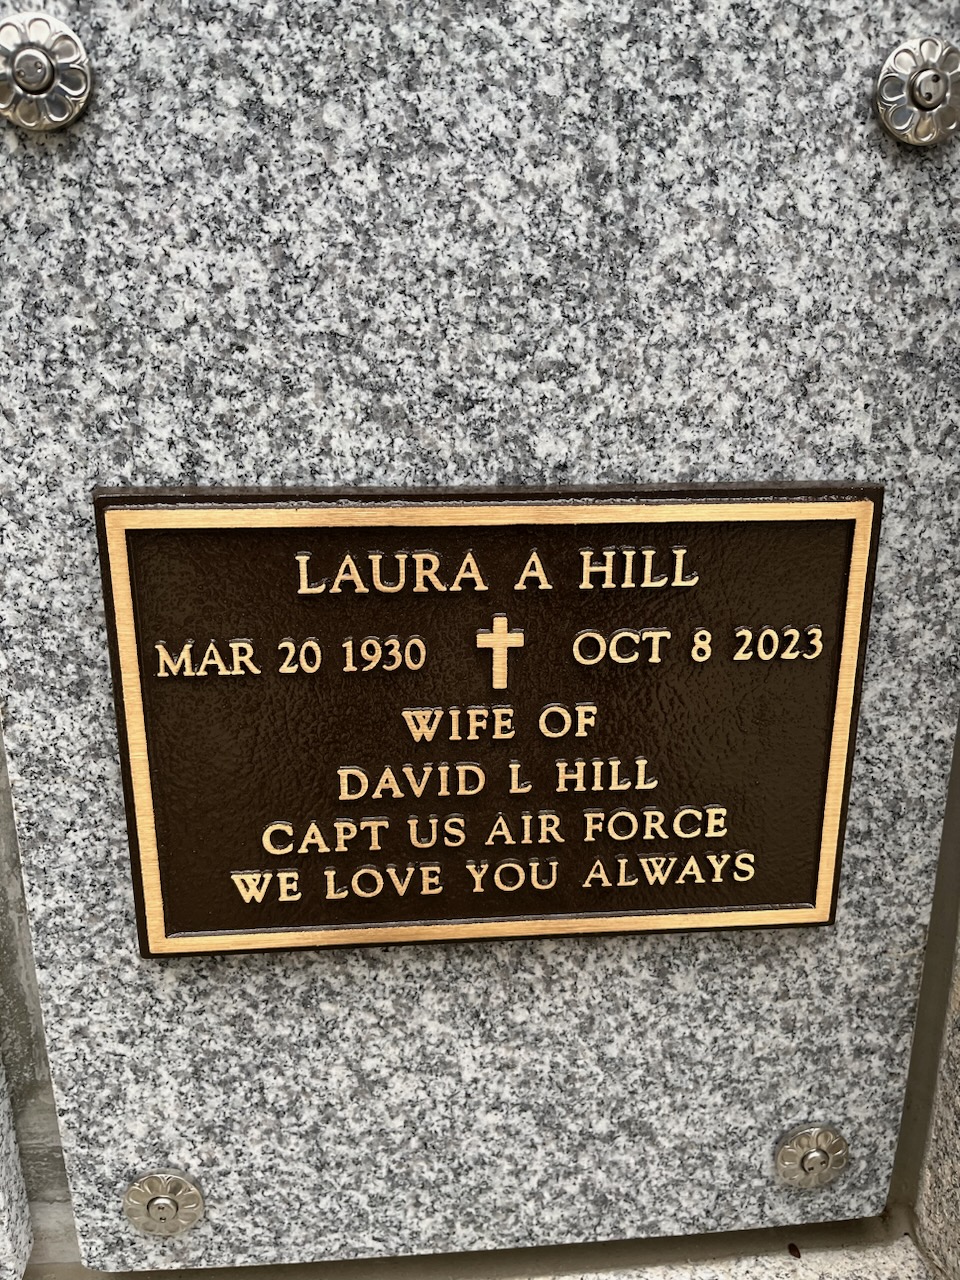 LAURA A HILL
MAR 20 1930 OCT 8 2023
WIFE OF
DAVID L HILL
CAPT US AIR FORCE
WE LOVE YOU ALWAYS